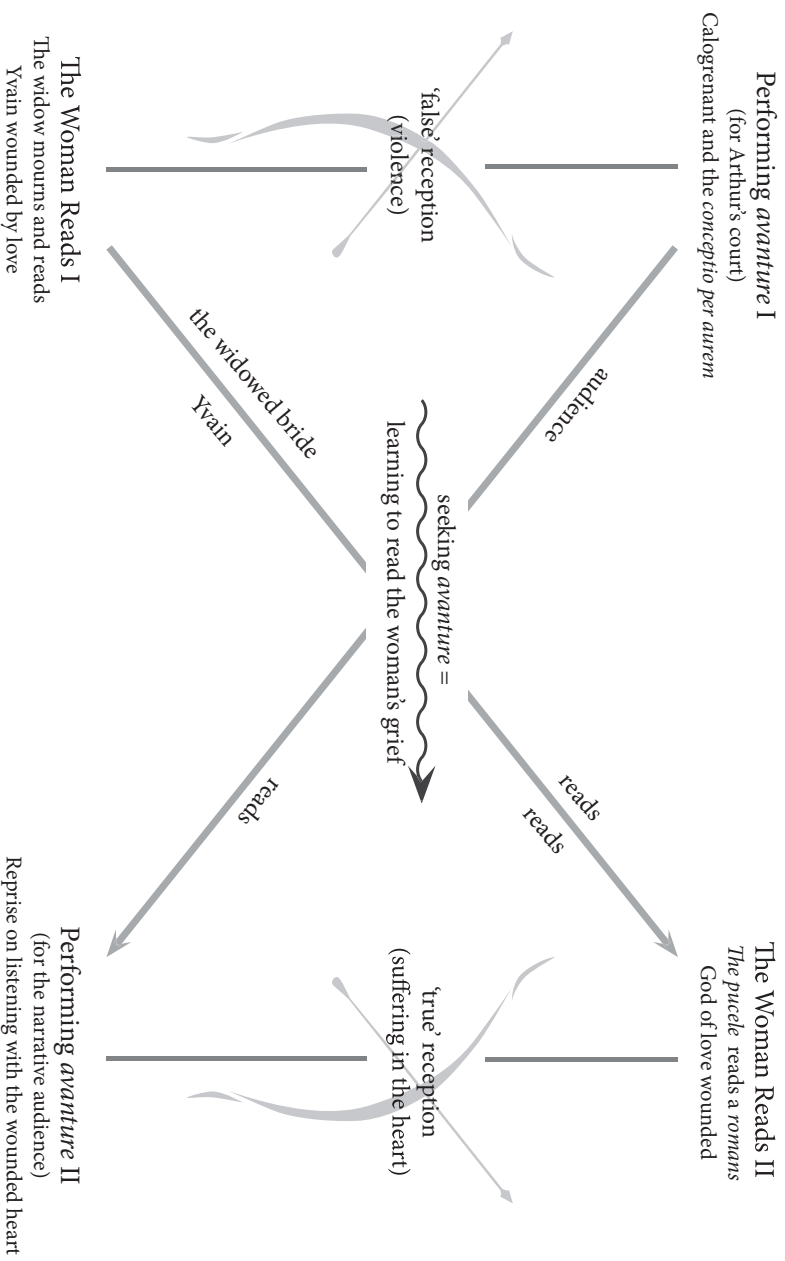 Performing avanture I
(for Arthur’s court)
Calogrenant and the conceptio per aurem
The Woman Reads II
The pucele reads a romans
God of love wounded
audience
reads
reads
‘false’ reception
(violence)
seeking avanture =
learning to read the woman’s grief
‘true’ reception
(suffering in the heart)
the widowed bride
Yvain
reads
The Woman Reads I
The widow mourns and reads
Yvain wounded by love
Performing avanture II
(for the narrative audience)
Reprise on listening with the wounded heart